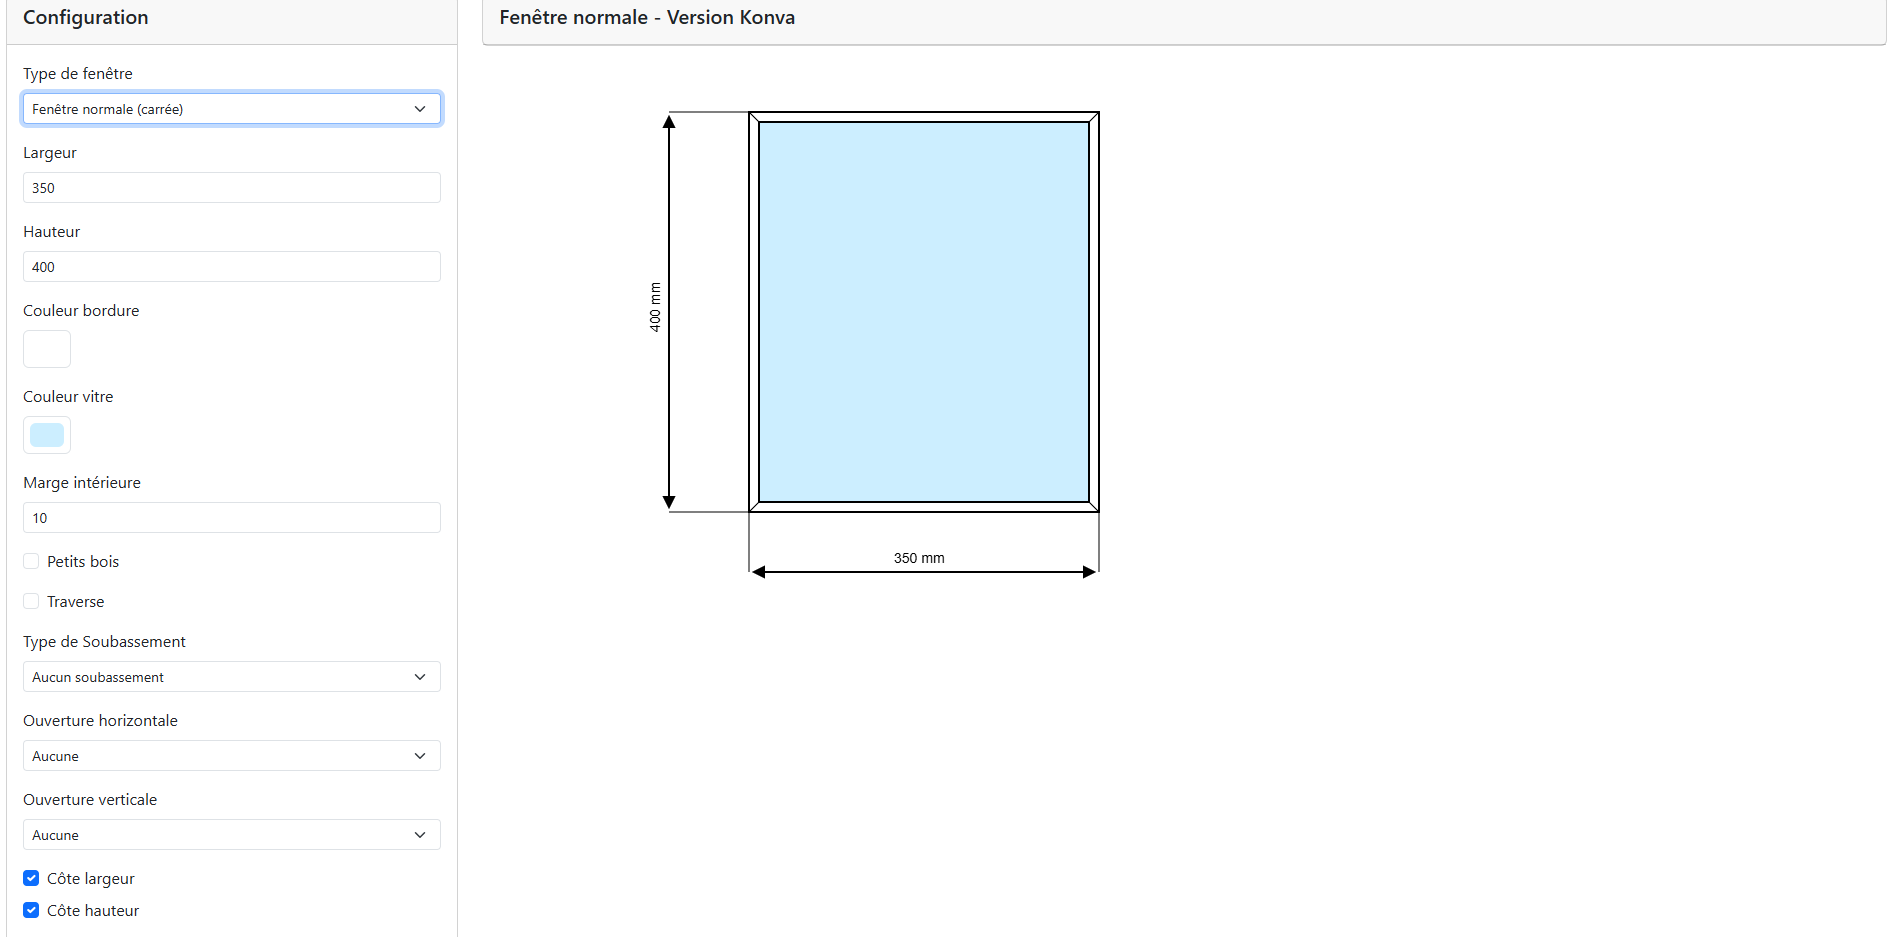 Configuration
Type de fenêtre
Fenêtre normale (carrée)
Largeur
350
Hauteur
400
Couleur bordure
Couleur vitre
Marge intérieure
10
Petits bois
Traverse
Type de Soubassement
Aucun soubassement
Ouverture horizontale
Aucune
Ouverture verticale
Aucune
Côte largeur
Côte hauteur
Fenêtre normale - Version Konva
400 mm
350 mm